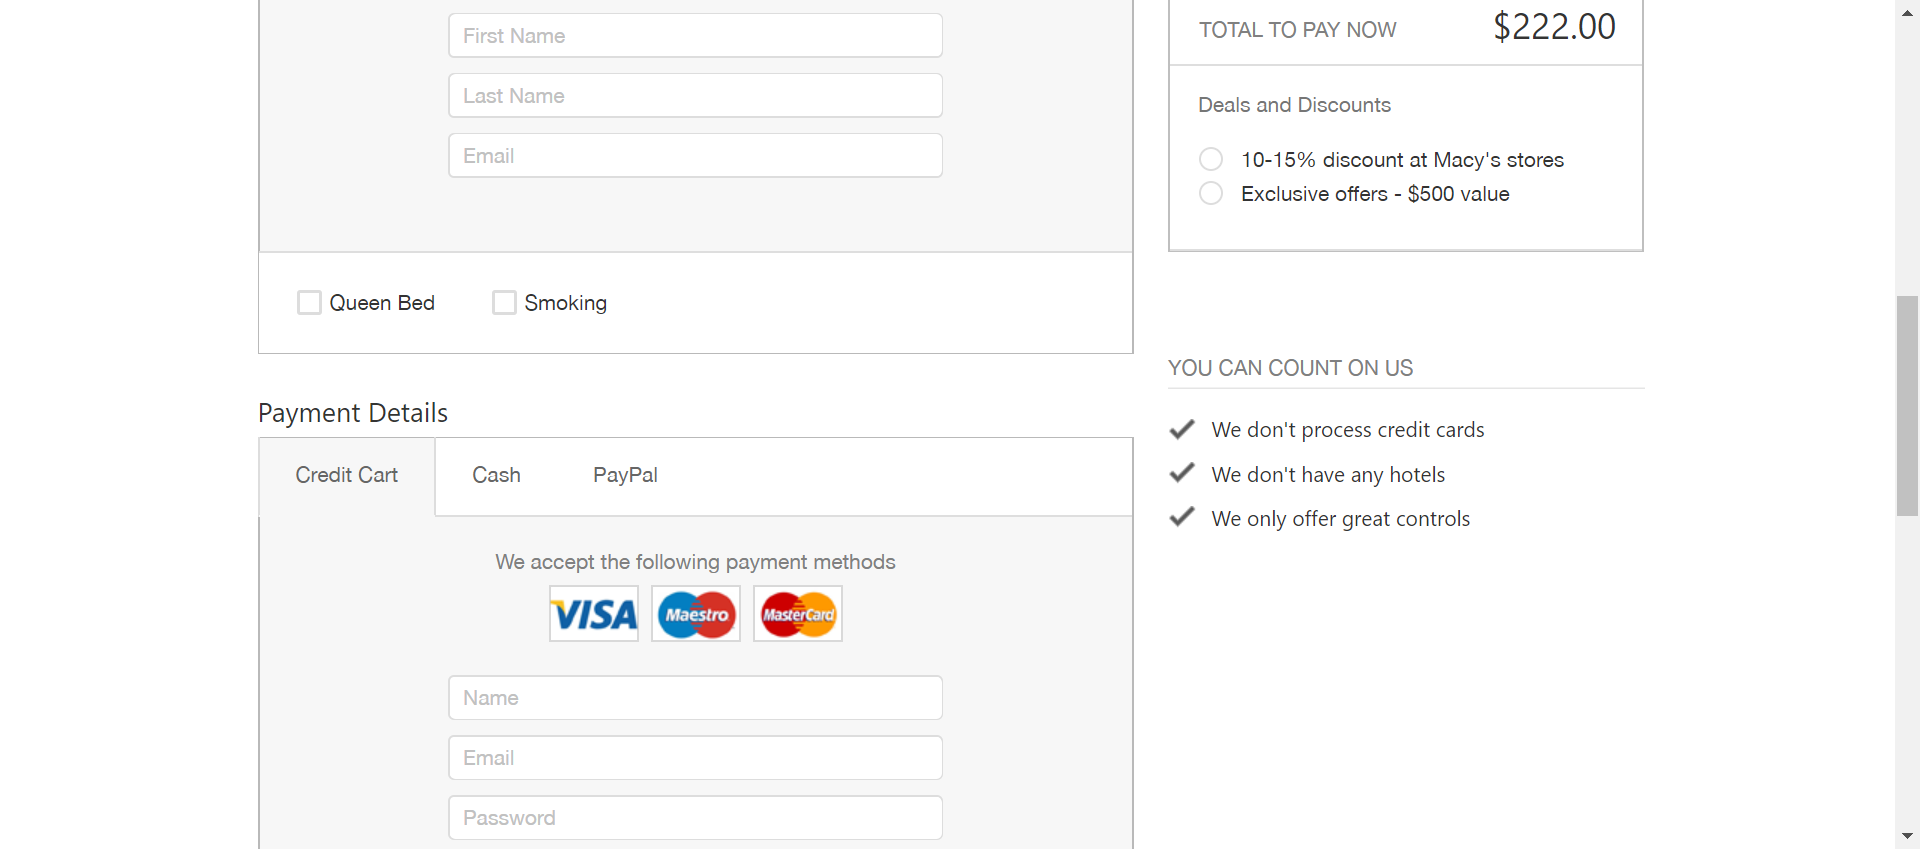 First Name
Last Name
Email
Queen Bed Smoking
Payment Details
Credit Cart Cash PayPal
We accept the following payment methods
VISA Maestro MasterCard
Name
Email
Password
TOTAL TO PAY NOW $222.00
Deals and Discounts
10-15% discount at Macy's stores
Exclusive offers - $500 value
YOU CAN COUNT ON US
We don't process credit cards
We don't have any hotels
We only offer great controls